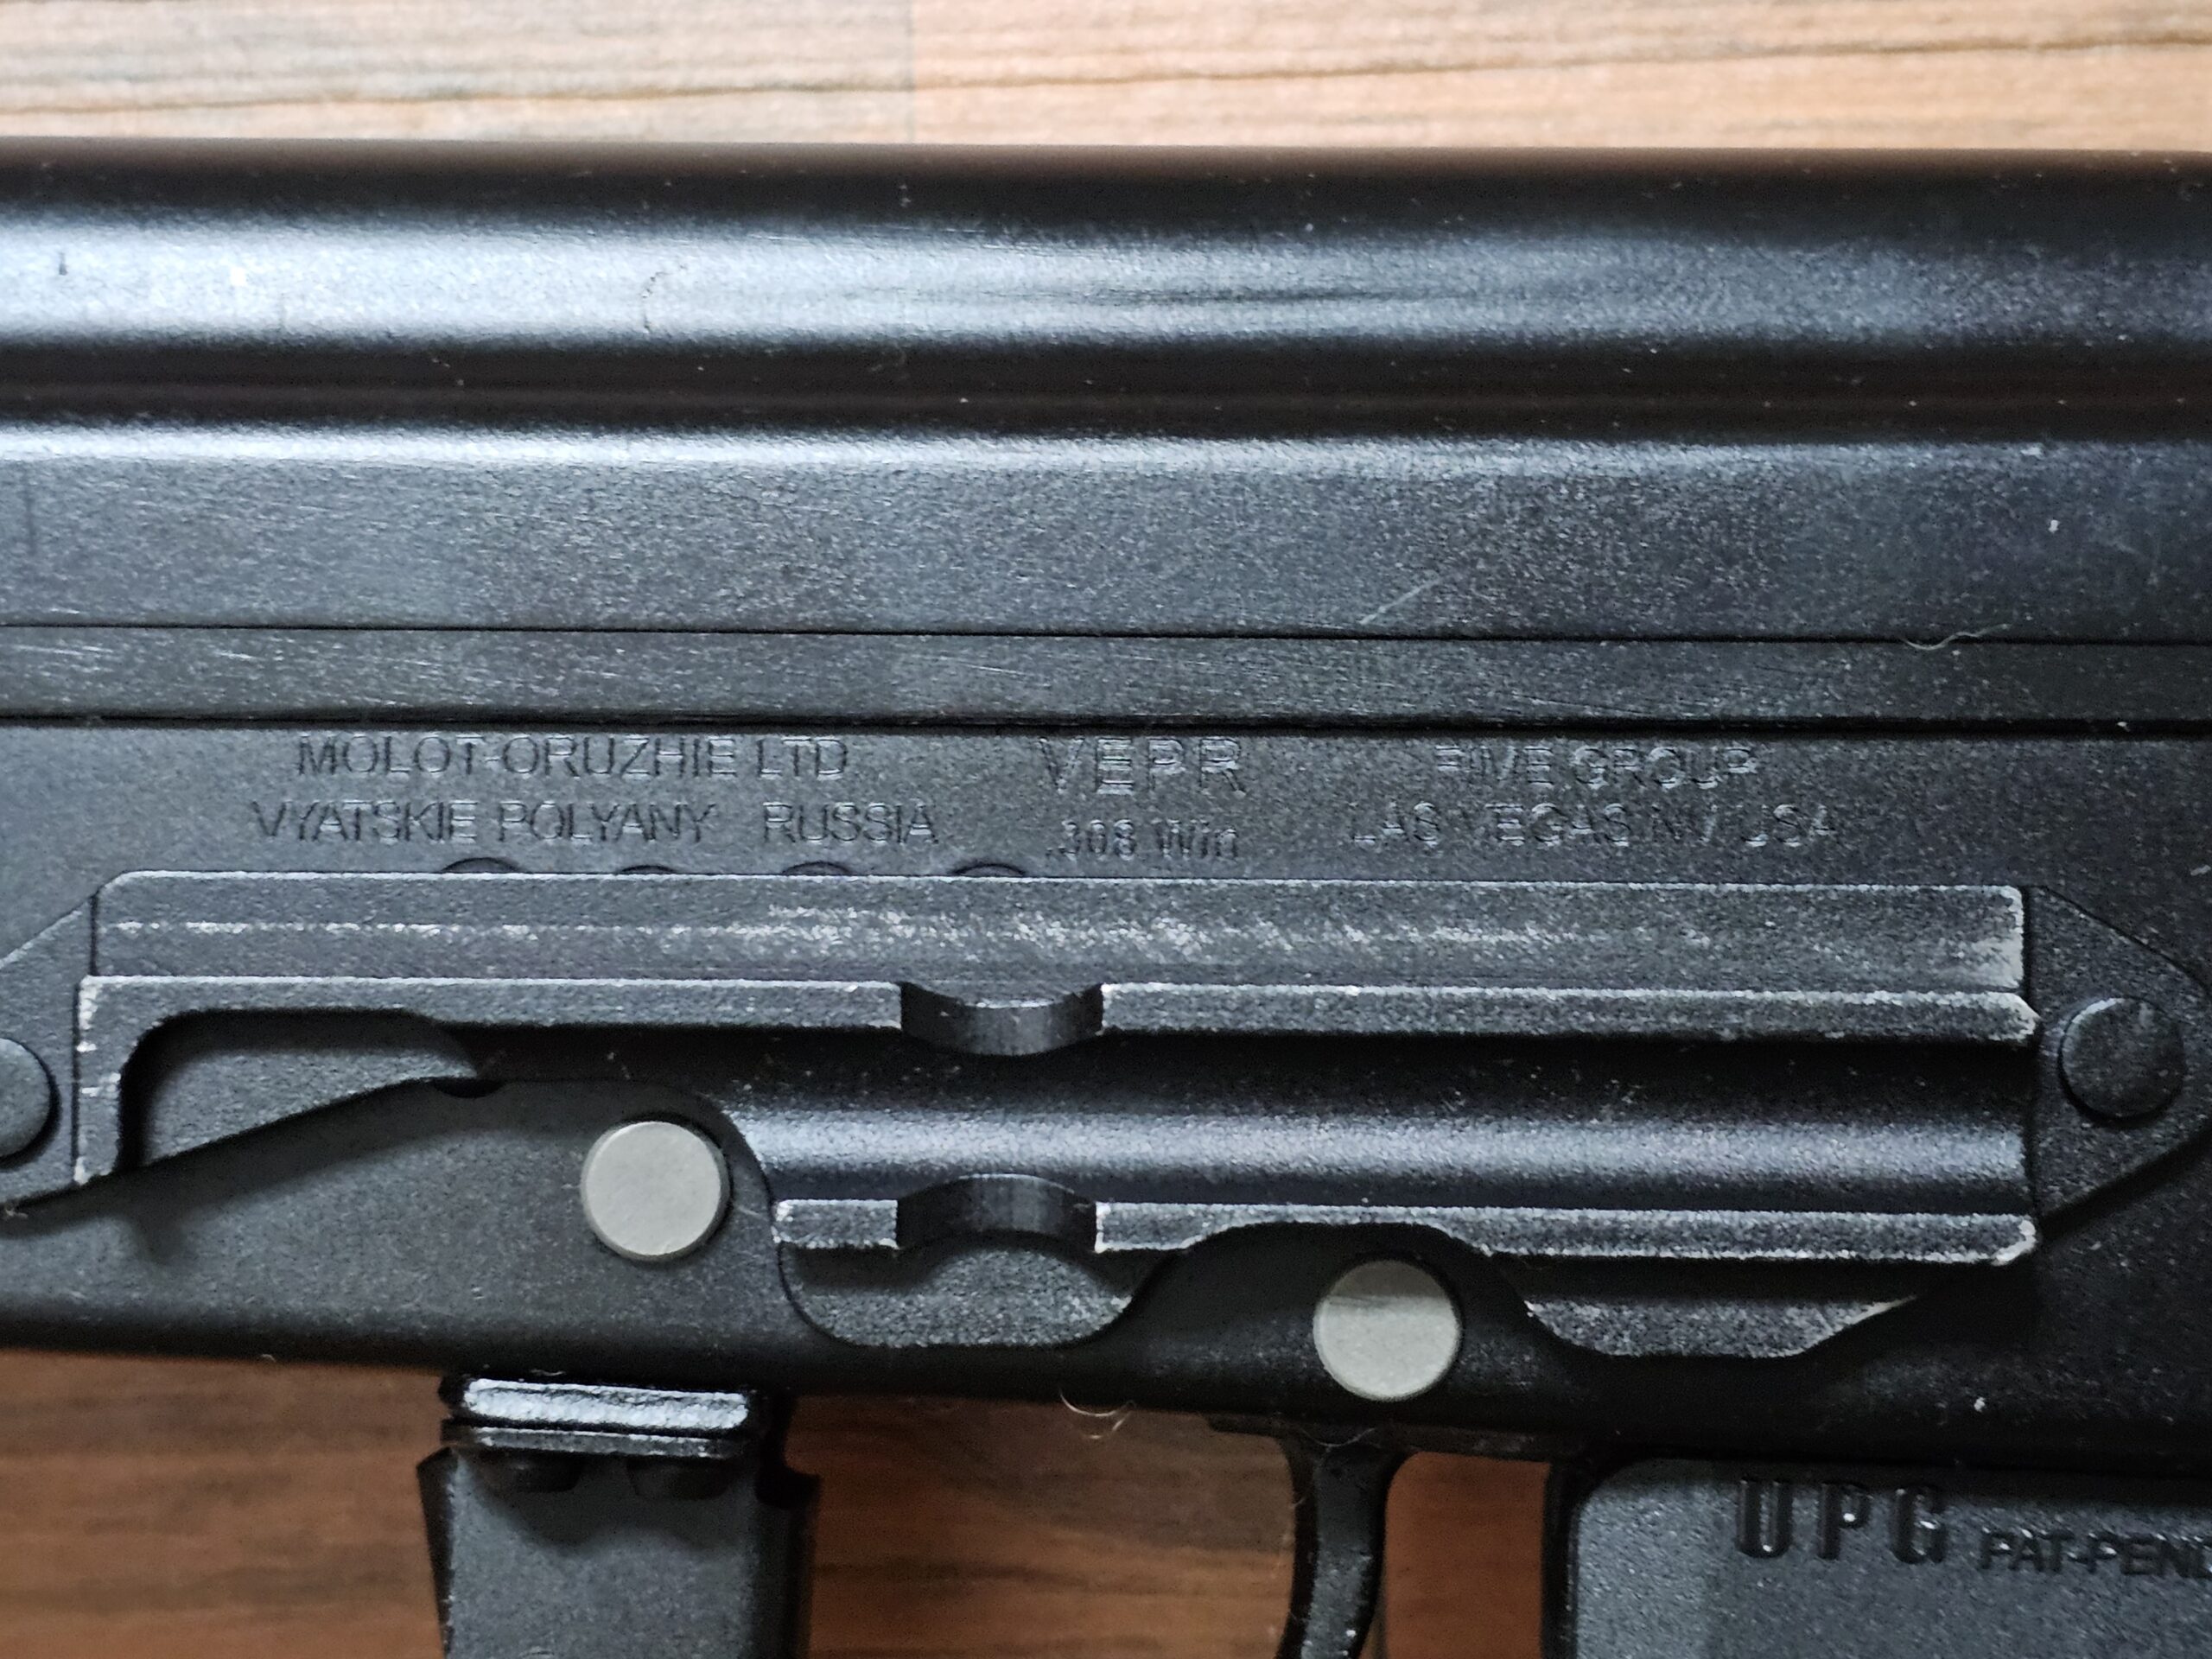 MOLOT-ORUZHIE LTD
VYATSKIE POLYANY RUSSIA
VEPR
.308 Win
FIME GROUP
LAS VEGAS NV USA
UPG PAT-PEND